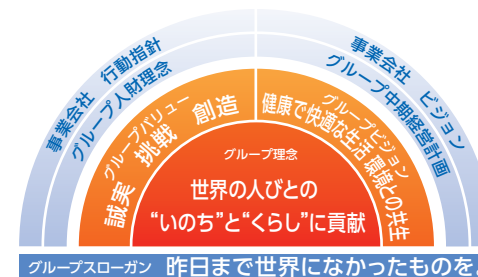 事業会社 行動指針
グループ人財理念
事業会社 ビジョン
グループ中期経営計画
グループバリュー
誠実 挑戦 創造
グループビジョン
健康で快適な生活 環境との共生
グループ理念
世界の人びとの
“いのち”と“くらし”に貢献
グループスローガン 昨日まで世界になかったものを